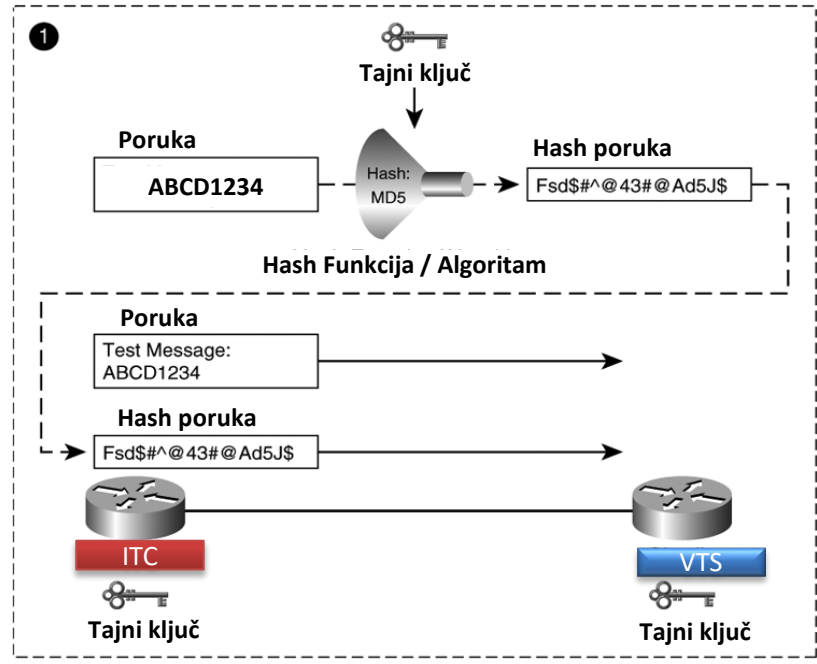 1
Tajni ključ
Poruka
ABCD1234
Hash:
MD5
Hash poruka
Fsd$#^@43#@Ad5J$
Hash Funkcija / Algoritam
Poruka
Test Message:
ABCD1234
Hash poruka
Fsd$#^@43#@Ad5J$
ITC
VTS
Tajni ključ
Tajni ključ